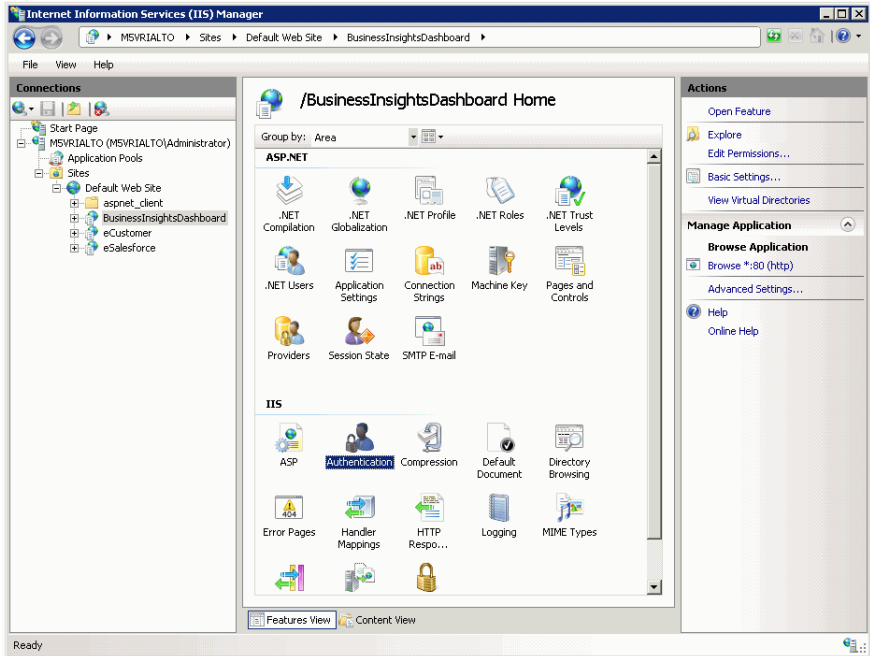 Internet Information Services (IIS) Manager
M5VRIALTO Sites Default Web Site BusinessInsightsDashboard
File View Help
Connections
Start Page
M5VRIALTO (M5VRIALTO\Administrator)
Application Pools
Sites
Default Web Site
aspnet_client
BusinessInsightsDashboard
eCustomer
eSalesforce
/BusinessInsightsDashboard Home
Group by: Area
ASP.NET
.NET Compilation
.NET Globalization
.NET Profile
.NET Roles
.NET Trust Levels
.NET Users
Application Settings
Connection Strings
ab
Machine Key
Pages and Controls
Providers
Session State
SMTP E-mail
IIS
ASP
Authentication
Compression
Default Document
Directory Browsing
404
Error Pages
Handler Mappings
HTTP Respo...
Logging
MIME Types
Features View
Content View
Actions
Open Feature
Explore
Edit Permissions...
Basic Settings...
View Virtual Directories
Manage Application
Browse Application
Browse *:80 (http)
Advanced Settings...
Help
Online Help
Ready